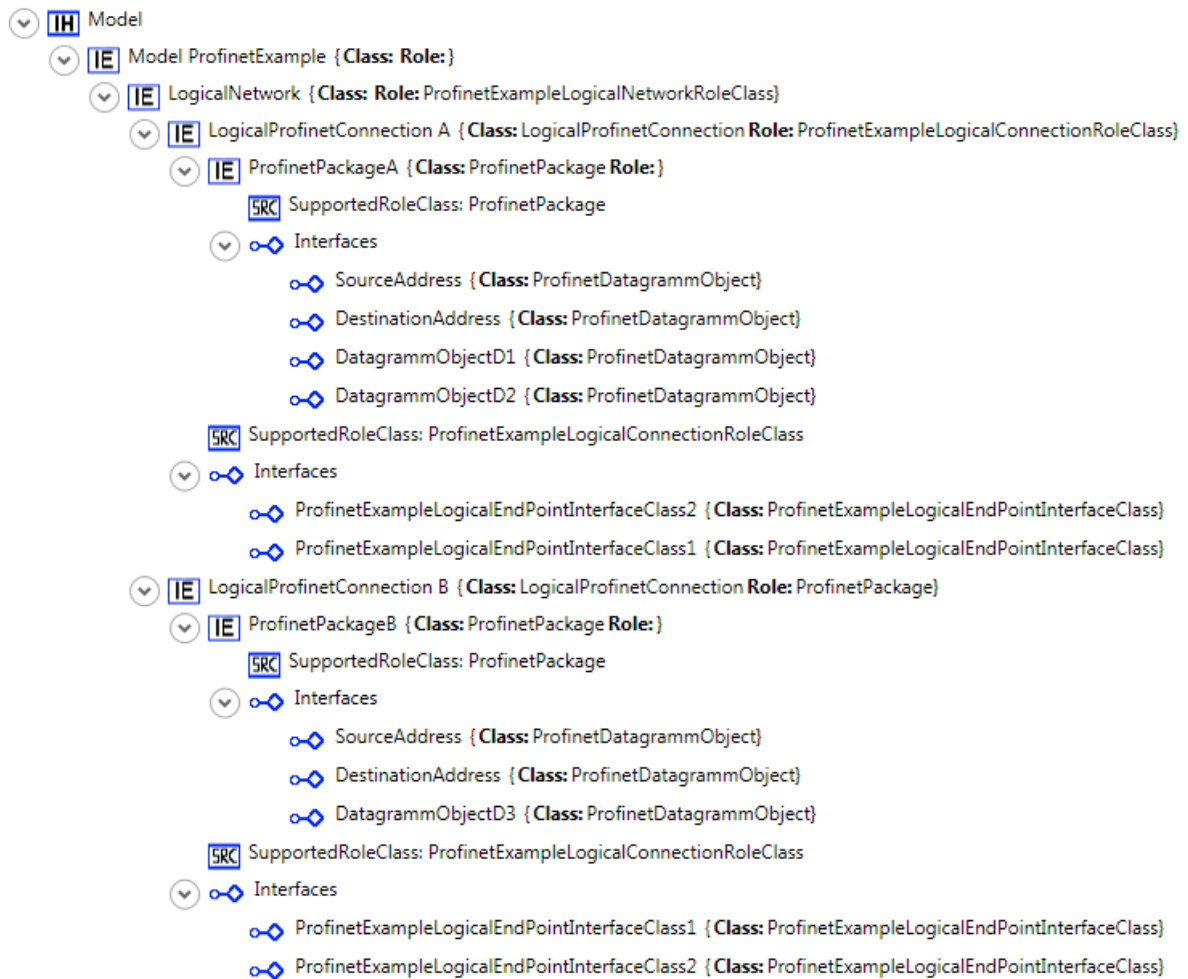 IH Model
IE Model ProfinetExample {Class: Role:}
IE LogicalNetwork {Class: Role: ProfinetExampleLogicalNetworkRoleClass}
IE LogicalProfinetConnection A {Class: LogicalProfinetConnection Role: ProfinetExampleLogicalConnectionRoleClass}
IE ProfinetPackageA {Class: ProfinetPackage Role:}
SRC SupportedRoleClass: ProfinetPackage
Interfaces
SourceAddress {Class: ProfinetDatagrammObject}
DestinationAddress {Class: ProfinetDatagrammObject}
DatagrammObjectD1 {Class: ProfinetDatagrammObject}
DatagrammObjectD2 {Class: ProfinetDatagrammObject}
SRC SupportedRoleClass: ProfinetExampleLogicalConnectionRoleClass
Interfaces
ProfinetExampleLogicalEndPointInterfaceClass2 {Class: ProfinetExampleLogicalEndPointInterfaceClass}
ProfinetExampleLogicalEndPointInterfaceClass1 {Class: ProfinetExampleLogicalEndPointInterfaceClass}
IE LogicalProfinetConnection B {Class: LogicalProfinetConnection Role: ProfinetPackage}
IE ProfinetPackageB {Class: ProfinetPackage Role:}
SRC SupportedRoleClass: ProfinetPackage
Interfaces
SourceAddress {Class: ProfinetDatagrammObject}
DestinationAddress {Class: ProfinetDatagrammObject}
DatagrammObjectD3 {Class: ProfinetDatagrammObject}
SRC SupportedRoleClass: ProfinetExampleLogicalConnectionRoleClass
Interfaces
ProfinetExampleLogicalEndPointInterfaceClass1 {Class: ProfinetExampleLogicalEndPointInterfaceClass}
ProfinetExampleLogicalEndPointInterfaceClass2 {Class: ProfinetExampleLogicalEndPointInterfaceClass}